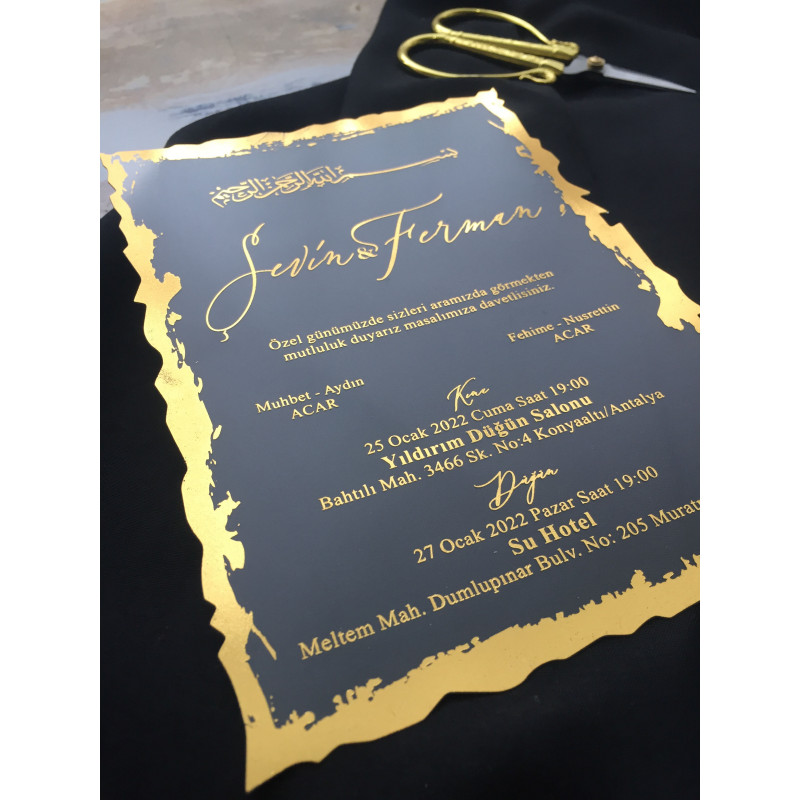 بسم الله الرحمن الرحيم
Şevin & Ferman
Özel günümüzde sizleri aramızda görmekten
mutluluk duyarız masalımıza davetlisiniz.
Muhbet - Aydın
ACAR
Fehime - Nusrettin
ACAR
Kına
25 Ocak 2022 Cuma Saat 19:00
Yıldırım Düğün Salonu
Bahtılı Mah. 3466 Sk. No:4 Konyaaltı/Antalya
Düğün
27 Ocak 2022 Pazar Saat 19:00
Su Hotel
Meltem Mah. Dumlupınar Bulv. No: 205